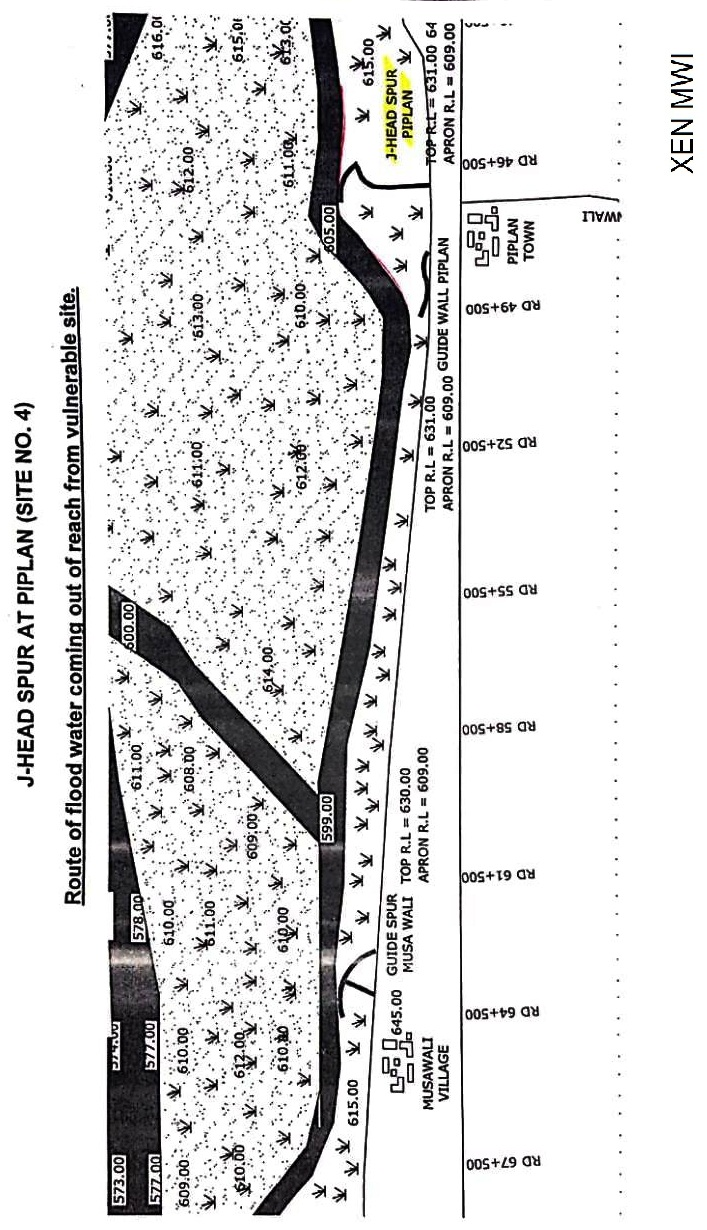 J-HEAD SPUR AT PIPLAN (SITE NO. 4)
Route of flood water coming out of reach from vulnerable site.
573.00
577.00
577.00
578.00
600.00
616.0
615.0
613.0
609.00
610.00
610.00
612.00
610.00
610.00
611.00
610.00
611.00
608.00
609.00
599.00
614.00
611.00
612.00
613.00
610.00
612.00
611.00
605.00
615.00
615.00
J-HEAD SPUR
PIPLAN
TOP R.L = 631.00 64
APRON R.L = 609.00
GUIDE WALL PIPLAN
TOP R.L = 631.00
APRON R.L = 609.00
TOP R.L = 630.00
APRON R.L = 609.00
GUIDE SPUR
MUSA WALI
645.00
MUSAWALI
VILLAGE
PIPLAN
TOWN
NWALI
RD 67+500
RD 64+500
RD 61+500
RD 58+500
RD 55+500
RD 52+500
RD 49+500
RD 46+500
XEN MWI